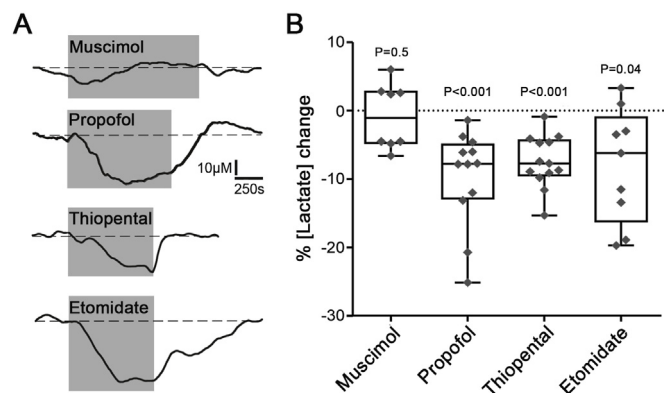 A
Muscimol
Propofol
10µM
250s
Thiopental
Etomidate
B
% [Lactate] change
10
0
-10
-20
-30
P=0.5
P<0.001
P<0.001
P=0.04
Muscimol
Propofol
Thiopental
Etomidate